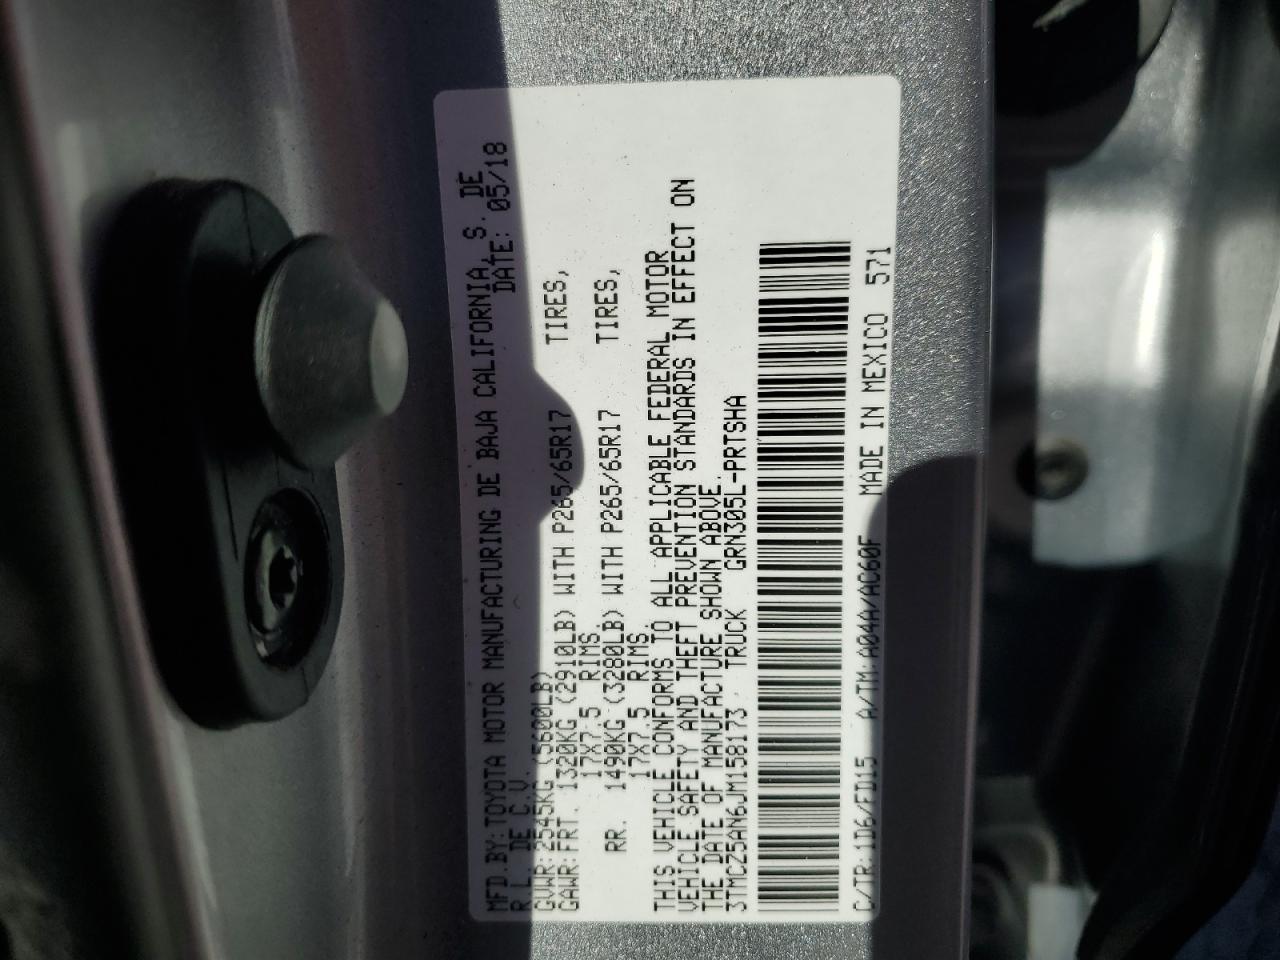 MFD.BY:TOYOTA MOTOR MANUFACTURING DE BAJA CALIFORNIA, S. DE
R.L. DE C.V. DATE: 05/18
GVWR:2545KG (5600LB)
GAWR:FRT. 1320KG (2910LB) WITH P265/65R17 TIRES,
17X7.5 RIMS.
RR. 1490KG (3280LB) WITH P265/65R17 TIRES,
17X7.5 RIMS.
THIS VEHICLE CONFORMS TO ALL APPLICABLE FEDERAL MOTOR
VEHICLE SAFETY AND THEFT PREVENTION STANDARDS IN EFFECT ON
THE DATE OF MANUFACTURE SHOWN ABOVE.
3TMCZ5AN6JM158173 TRUCK GRN305L-PRTSHA
C/TR:1D6/FD15 A/TM:A04A/AC60F MADE IN MEXICO 571